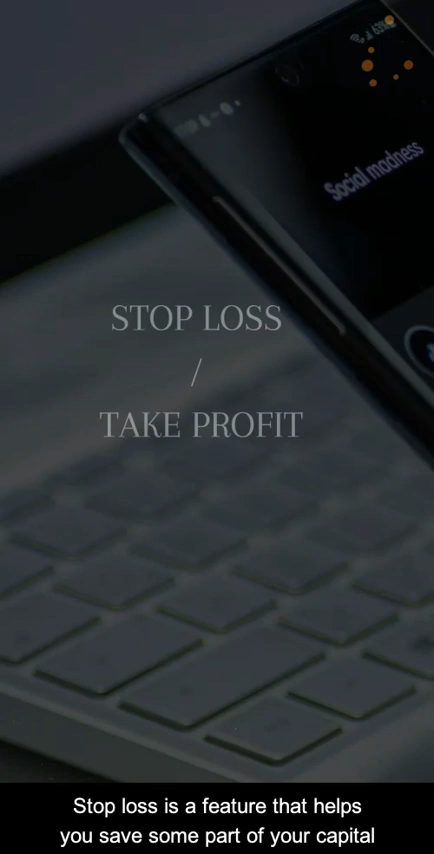 Social madness
STOP LOSS
/
TAKE PROFIT
Stop loss is a feature that helps
you save some part of your capital